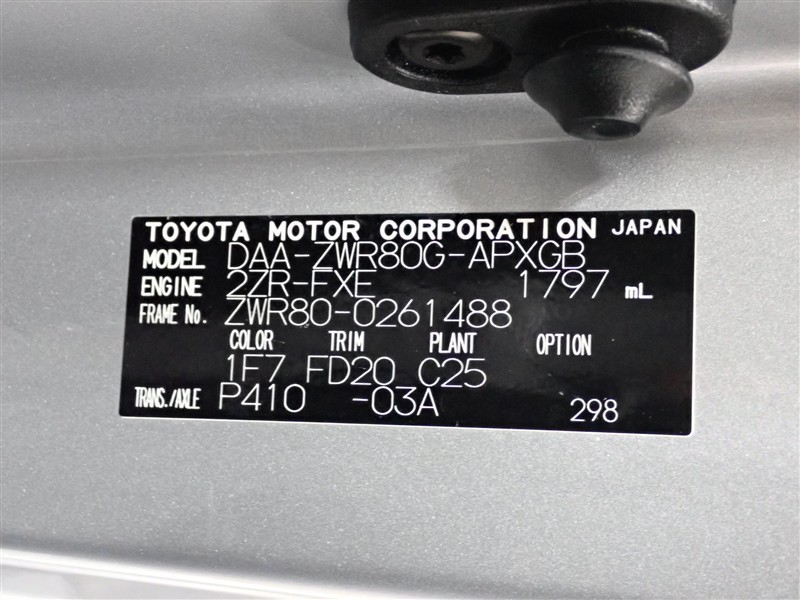 TOYOTA MOTOR CORPORATION JAPAN
MODEL DAA-ZWR80G-APXGB
ENGINE 2ZR-FXE 1797 mL
FRAME No. ZWR80-0261488
COLOR TRIM PLANT OPTION
1F7 FD20 C25
TRANS./AXLE P410 -03A 298